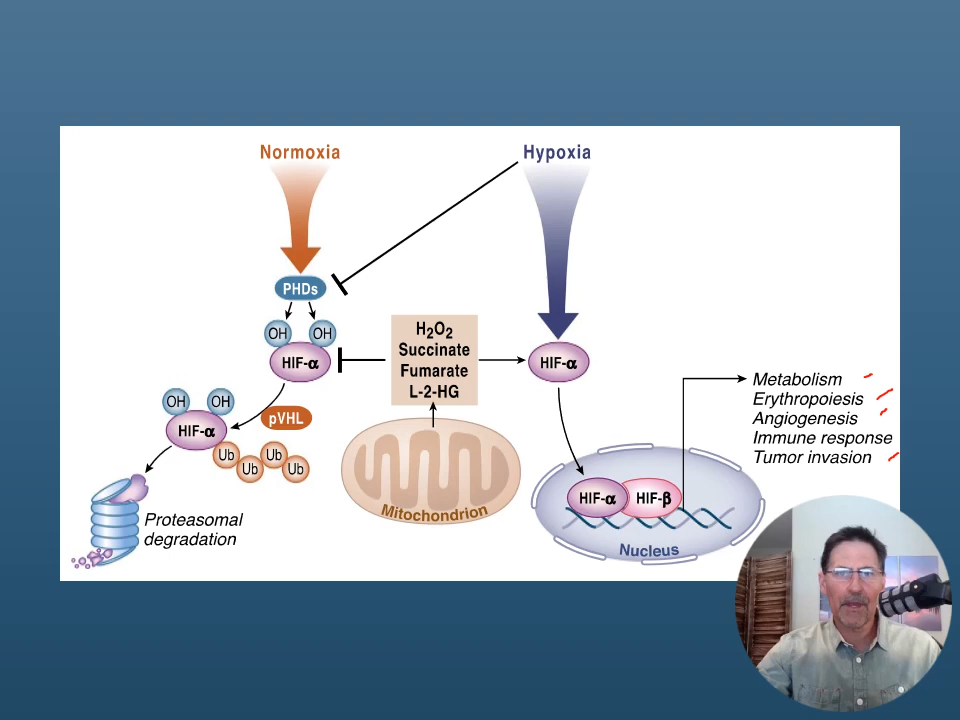 Normoxia
Hypoxia
PHDs
OH
OH
HIF-α
H₂O₂
Succinate
Fumarate
L-2-HG
HIF-α
OH
OH
HIF-α
pVHL
Ub
Ub
Ub
Ub
Proteasomal
degradation
Mitochondrion
Metabolism
Erythropoiesis
Angiogenesis
Immune response
Tumor invasion
HIF-α
HIF-β
Nucleus